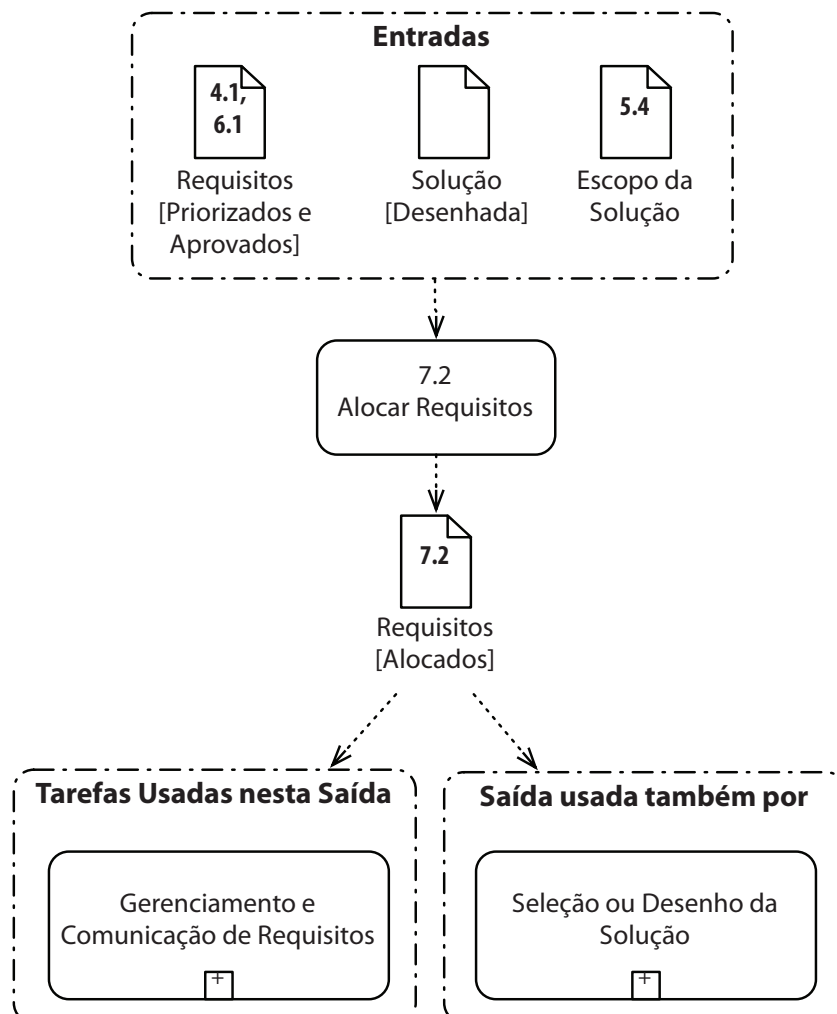 Entradas
4.1,
6.1
5.4
Requisitos
[Priorizados e
Aprovados]
Solução
[Desenhada]
Escopo da
Solução
7.2
Alocar Requisitos
7.2
Requisitos
[Alocados]
Tarefas Usadas nesta Saída
Gerenciamento e
Comunicação de Requisitos
+
Saída usada também por
Seleção ou Desenho da
Solução
+